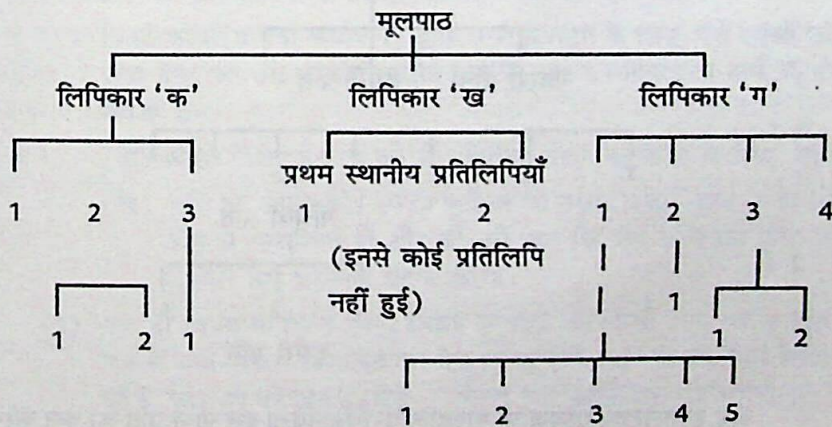 मूलपाठ
लिपिकार ‘क’ लिपिकार ‘ख’ लिपिकार ‘ग’
प्रथम स्थानीय प्रतिलिपियाँ
1 2 3 1 2 1 2 3 4
(इनसे कोई प्रतिलिपि
नहीं हुई) 1
1 2 1 1 2
1 2 3 4 5